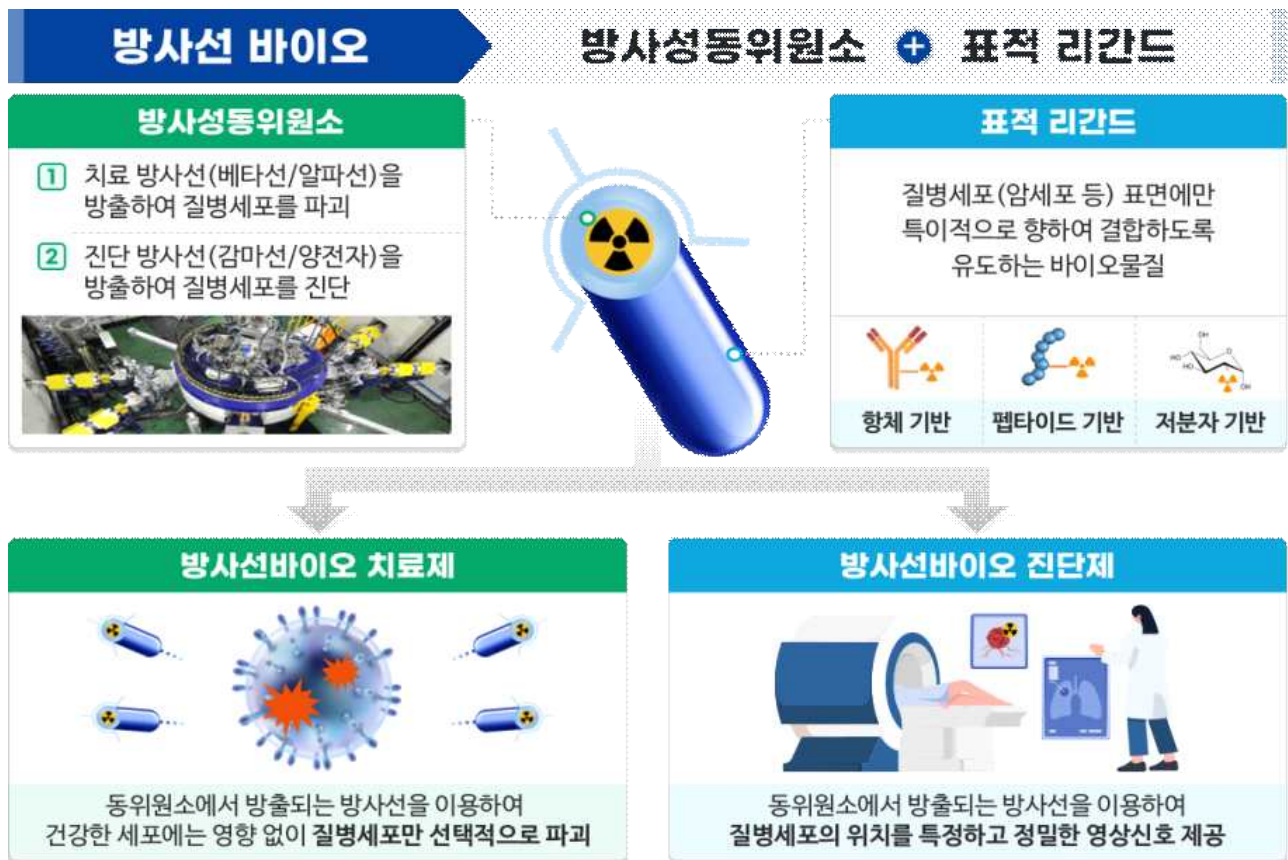 방사선 바이오
방사성동위원소 + 표적 리간드
방사성동위원소
1 치료 방사선(베타선/알파선)을
방출하여 질병세포를 파괴
2 진단 방사선(감마선/양전자)을
방출하여 질병세포를 진단
표적 리간드
질병세포(암세포 등) 표면에만
특이적으로 향하여 결합하도록
유도하는 바이오물질
OH
HO
HO
O
OH
항체 기반
펩타이드 기반
저분자 기반
방사선바이오 치료제
동위원소에서 방출되는 방사선을 이용하여
건강한 세포에는 영향 없이 질병세포만 선택적으로 파괴
방사선바이오 진단제
동위원소에서 방출되는 방사선을 이용하여
질병세포의 위치를 특정하고 정밀한 영상신호 제공